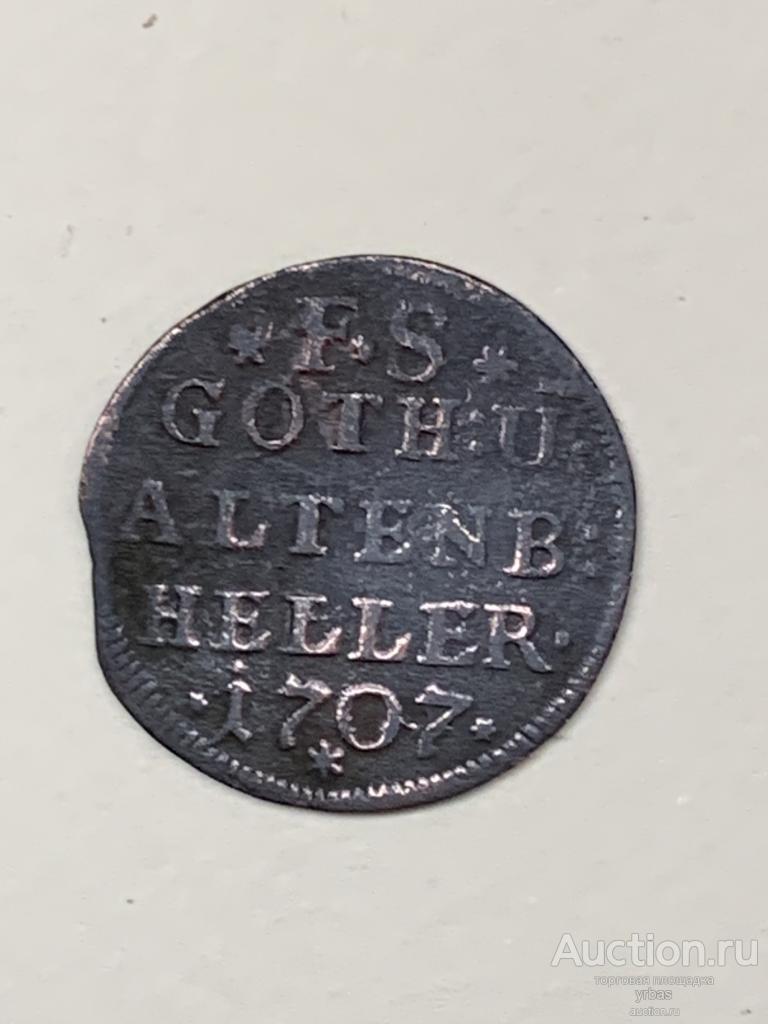 * F. S *
GOTH: U
ALTENB:
HELLER.
· 1707 ·
*
Auction.ru
торговая площадка
yrbas
auction.ru